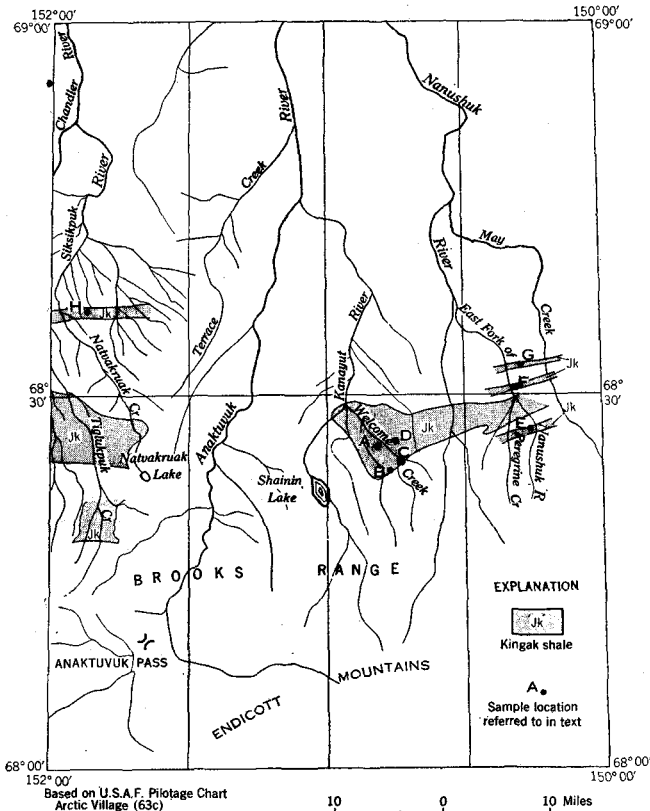 152°00'
150°00'
69°00'
69°00'
River
Chandler
River
Siksikpuk
River
Creek
Terrace
Nanushuk
River
May
Creek
East Fork of
H
Jk
Natvakruak Cr
G
Jk
F
68°
30'
68°
30'
River
Kanayut
Jk
Tiglukpuk
Cr
Natvakruak
Lake
Jk
Anaktuvuk
Welcome
Creek
A
B
C
D
Jk
Jk
E
Peregrine Cr
Nanushuk R
Shainin
Lake
BROOKS RANGE
ANAKTUVUK PASS
ENDICOTT MOUNTAINS
EXPLANATION
Jk
Kingak shale
A
Sample location
referred to in text
68°00'
68°00'
152°00'
150°00'
Based on U.S.A.F. Pilotage Chart
Arctic Village (63c)
10 0 10 Miles